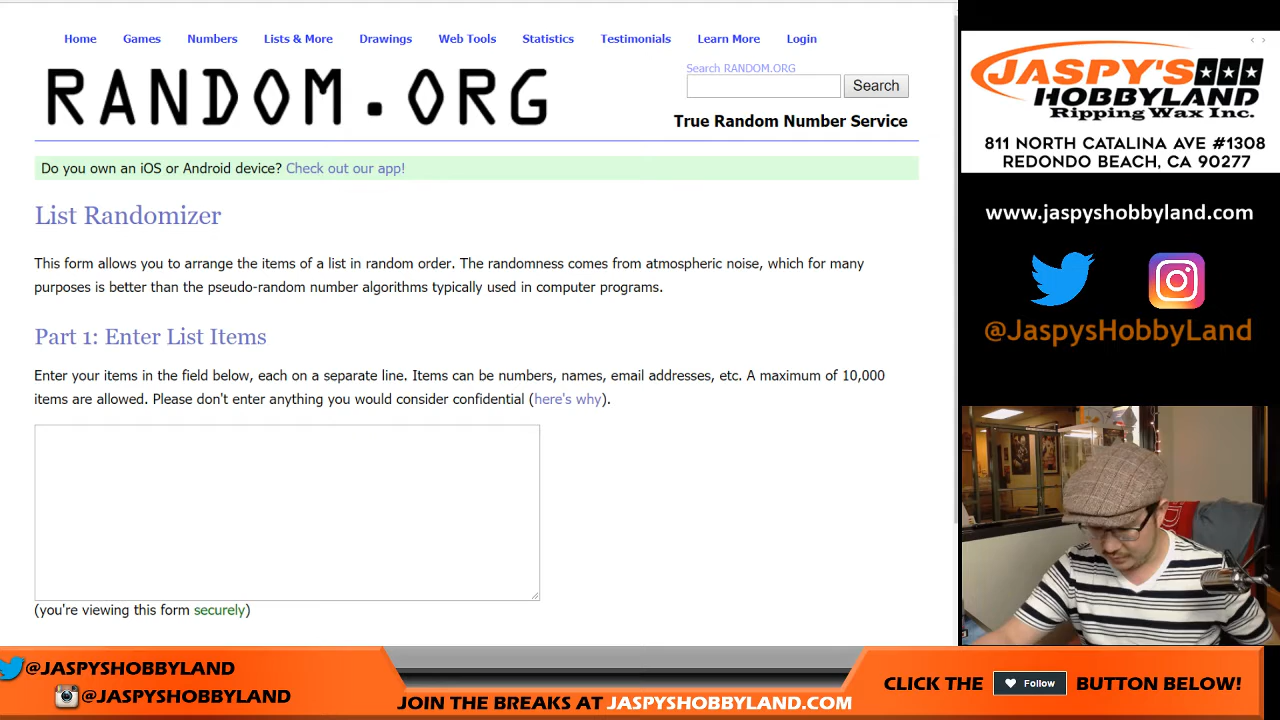 Home Games Numbers Lists & More Drawings Web Tools Statistics Testimonials Learn More Login
RANDOM.ORG
Search RANDOM.ORG
Search
True Random Number Service
Do you own an iOS or Android device? Check out our app!
List Randomizer
This form allows you to arrange the items of a list in random order. The randomness comes from atmospheric noise, which for many
purposes is better than the pseudo-random number algorithms typically used in computer programs.
Part 1: Enter List Items
Enter your items in the field below, each on a separate line. Items can be numbers, names, email addresses, etc. A maximum of 10,000
items are allowed. Please don't enter anything you would consider confidential (here's why).
(you're viewing this form securely)
JASPY'S
HOBBYLAND
Ripping Wax Inc.
811 NORTH CATALINA AVE #1308
REDONDO BEACH, CA 90277
www.jaspyshobbyland.com
@JaspysHobbyLand
@JASPYSHOBBYLAND
@JASPYSHOBBYLAND
JOIN THE BREAKS AT JASPYSHOBBYLAND.COM
CLICK THE Follow BUTTON BELOW!